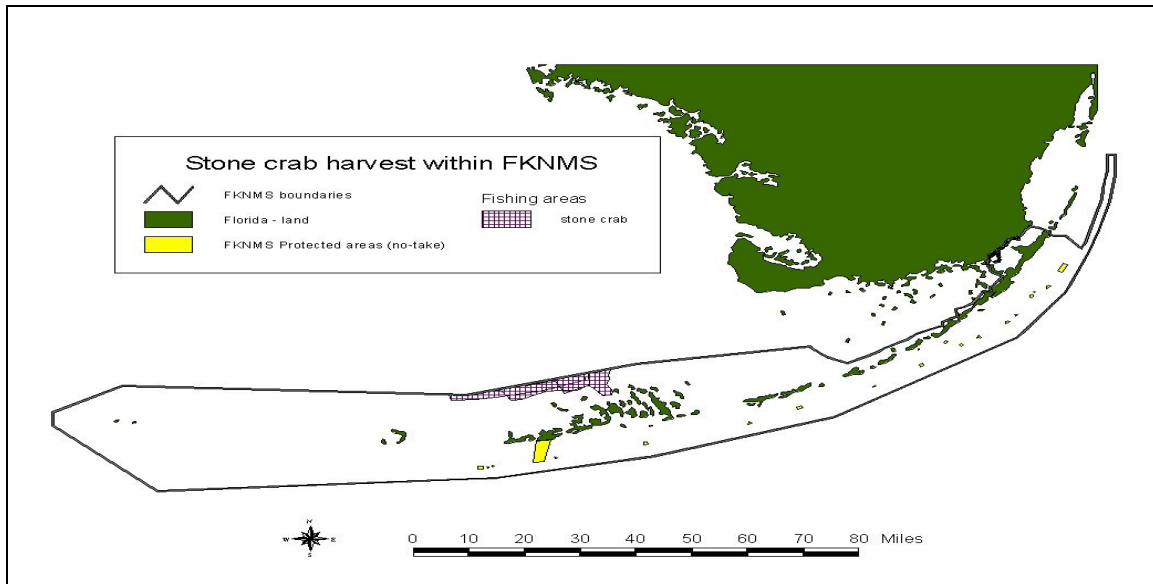 Stone crab harvest within FKNMS
FKNMS boundaries
Fishing areas
Florida - land
stone crab
FKNMS Protected areas (no-take)
N
W E
S
0 10 20 30 40 50 60 70 80 Miles